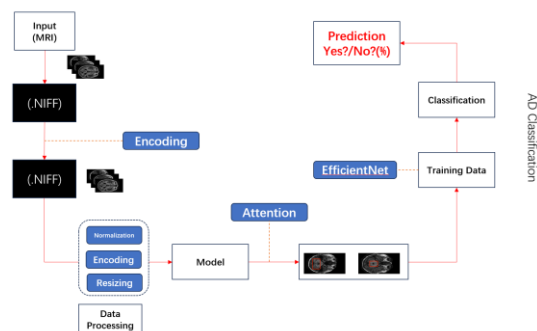 Input
(MRI)
(.NIFF)
Encoding
(.NIFF)
Normalization
Encoding
Resizing
Data
Processing
Model
Attention
EfficientNet
Training Data
Classification
Prediction
Yes?/No?(%)
AD Classification